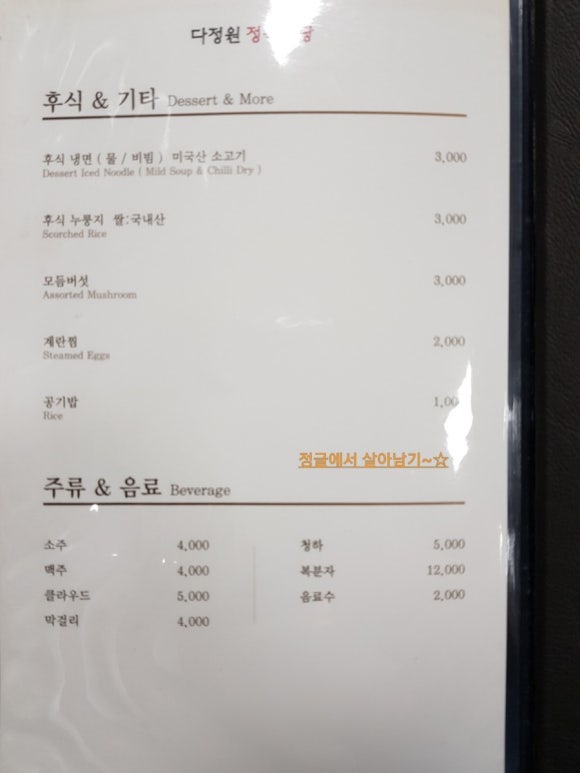 다정원
후식 & 기타 Dessert & More
후식 냉면 ( 물 / 비빔 ) 미국산 소고기 3,000
Dessert Iced Noodle ( Mild Soup & Chilli Dry )
후식 누룽지 쌀:국내산 3,000
Scorched Rice
모듬버섯 3,000
Assorted Mushroom
계란찜 2,000
Steamed Eggs
공기밥
Rice
정글에서 살아남기~☆
주류 & 음료 Beverage
소주 4,000
맥주 4,000
클라우드 5,000
막걸리 4,000
청하 5,000
복분자 12,000
음료수 2,000